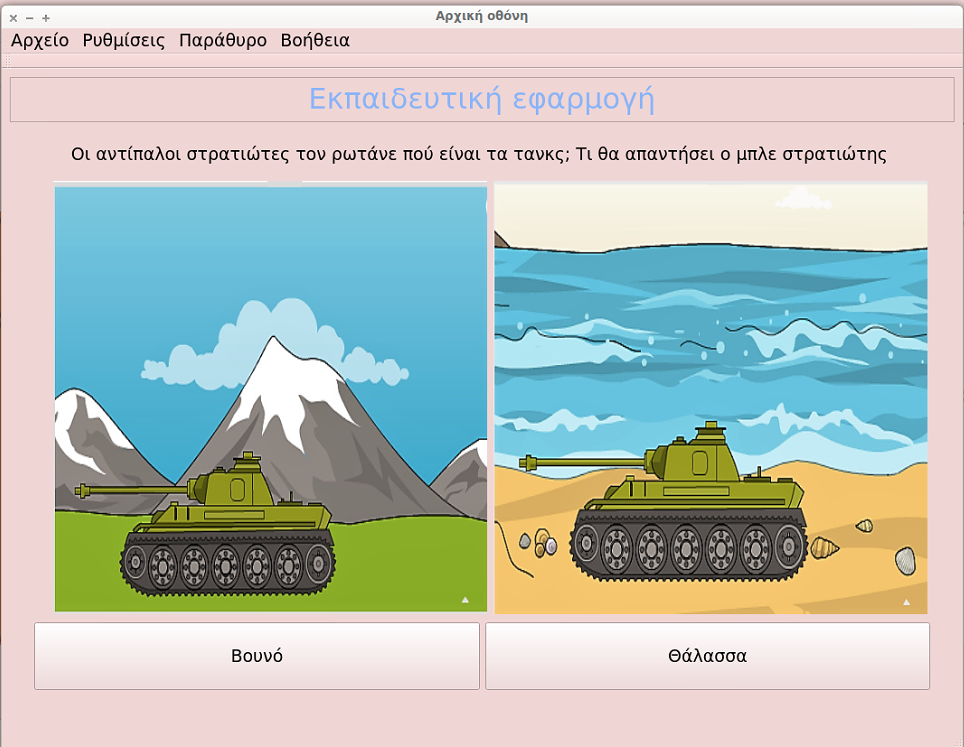 Αρχική οθόνη
Αρχείο Ρυθμίσεις Παράθυρο Βοήθεια
Εκπαιδευτική εφαρμογή
Οι αντίπαλοι στρατιώτες τον ρωτάνε πού είναι τα τανκς; Τι θα απαντήσει ο μπλε στρατιώτης
Βουνό
Θάλασσα